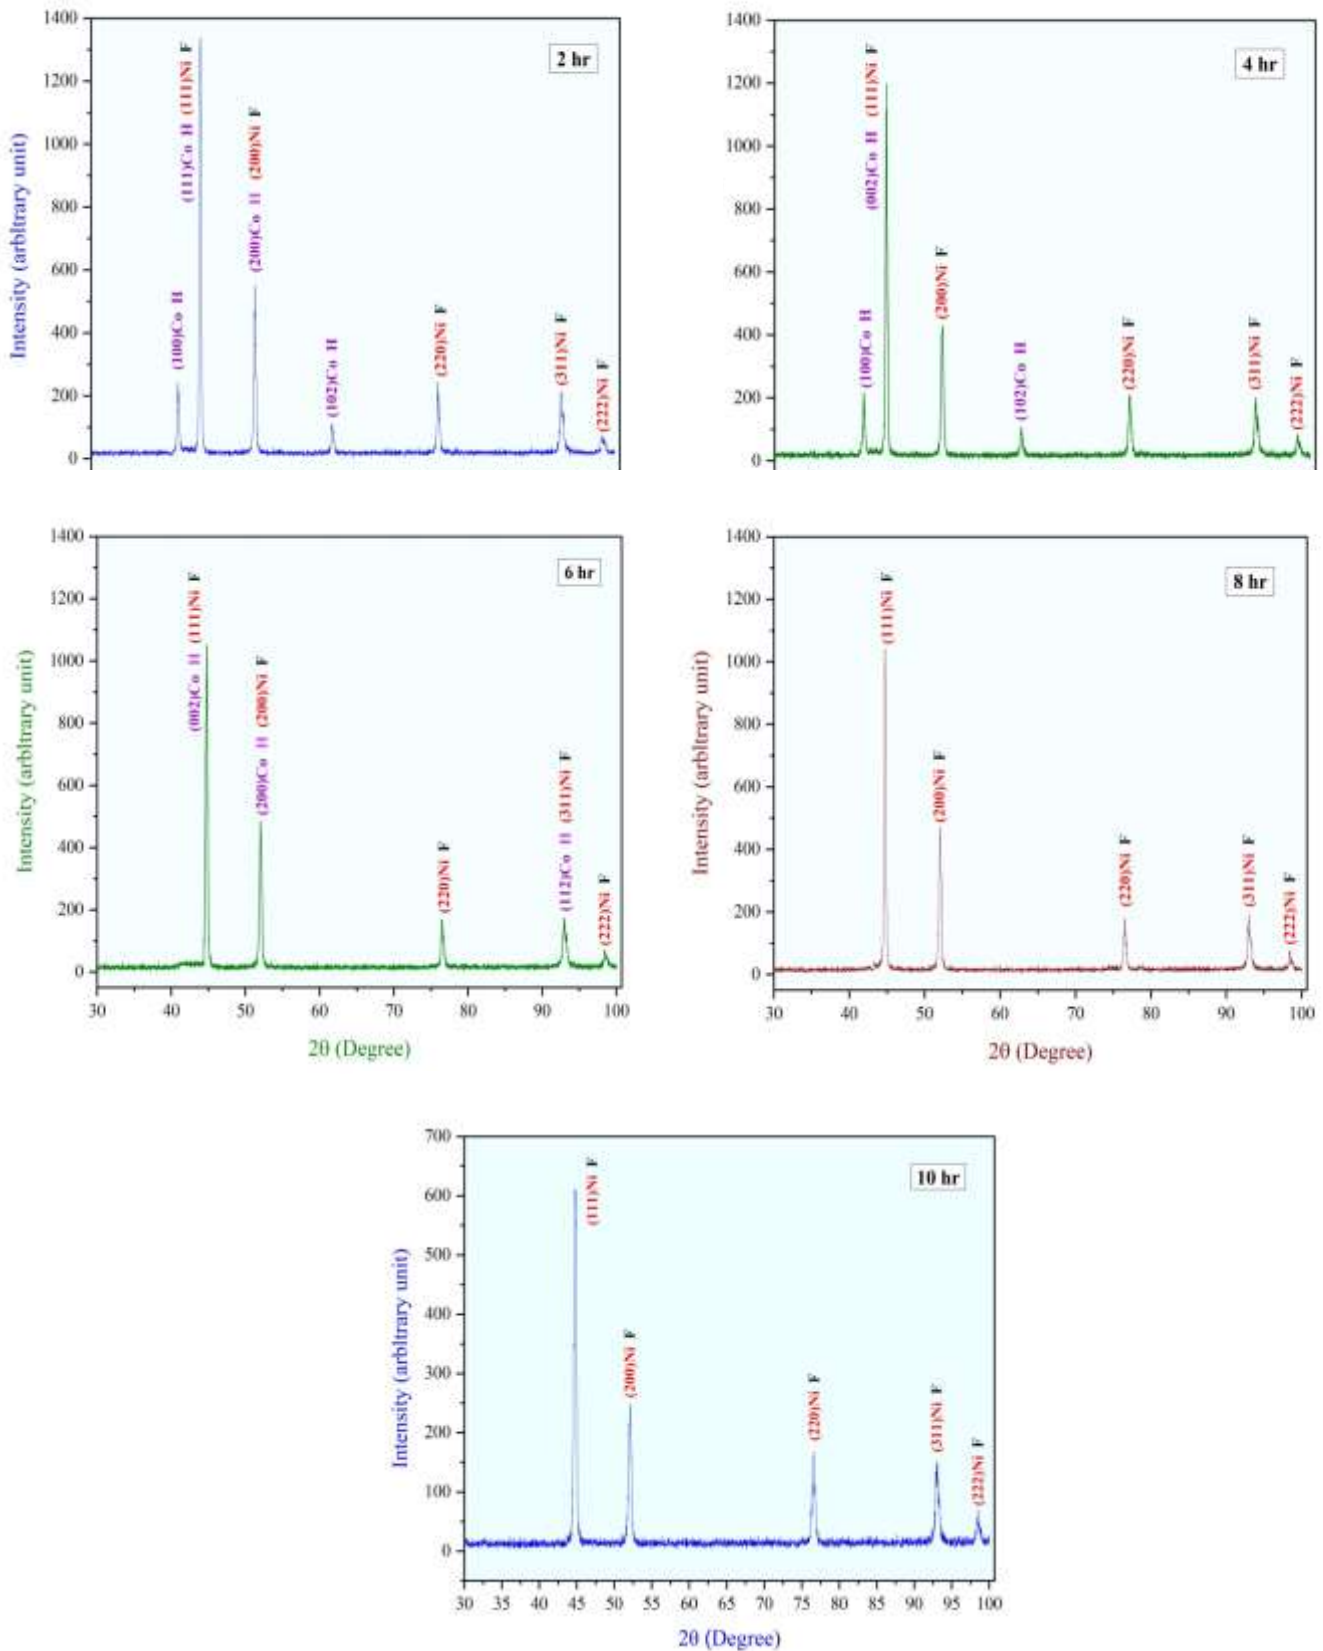 1400
1200
1000
800
600
400
200
0
Intensity (arbitrary unit)
2 hr
(100)Co H
(111)Co H (111)Ni F
(200)Co H (200)Ni F
(102)Co H
(220)Ni F
(311)Ni F
(222)Ni F
1400
1200
1000
800
600
400
200
0
4 hr
(100)Co H
(002)Co H (111)Ni F
(200)Ni F
(102)Co H
(220)Ni F
(311)Ni F
(222)Ni F
1400
1200
1000
800
600
400
200
0
Intensity (arbitrary unit)
6 hr
(002)Co H (111)Ni F
(200)Co H (200)Ni F
(220)Ni F
(112)Co H (311)Ni F
(222)Ni F
30 40 50 60 70 80 90 100
2θ (Degree)
1400
1200
1000
800
600
400
200
0
Intensity (arbitrary unit)
8 hr
(111)Ni F
(200)Ni F
(220)Ni F
(311)Ni F
(222)Ni F
30 40 50 60 70 80 90 100
2θ (Degree)
700
600
500
400
300
200
100
0
Intensity (arbitrary unit)
10 hr
(111)Ni F
(200)Ni F
(220)Ni F
(311)Ni F
(222)Ni F
30 35 40 45 50 55 60 65 70 75 80 85 90 95 100
2θ (Degree)